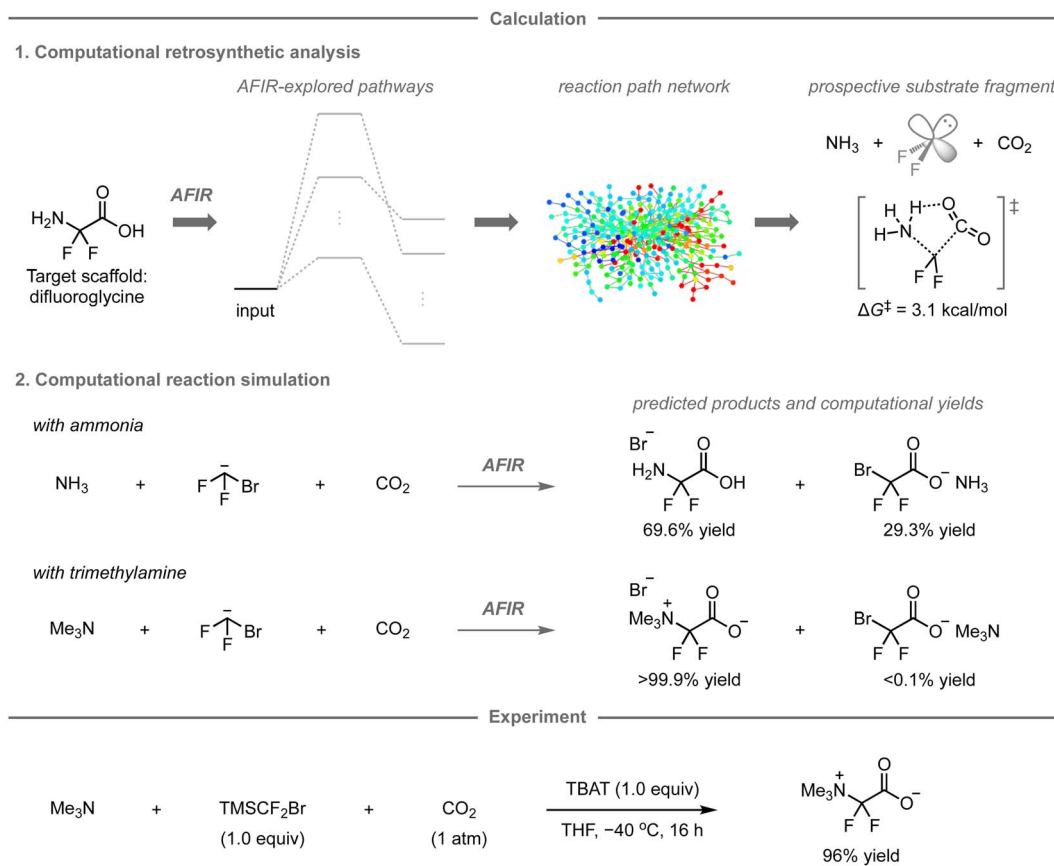 Calculation
1. Computational retrosynthetic analysis
AFIR-explored pathways
reaction path network
prospective substrate fragment
NH3 + F F + CO2
AFIR
H2N O OH F F
Target scaffold:
difluoroglycine
input
H H N H O C O F F ‡
ΔG‡ = 3.1 kcal/mol
2. Computational reaction simulation
predicted products and computational yields
with ammonia
NH3 + F F − Br + CO2 AFIR Br− H2N O OH F F + Br O O− F F NH3
69.6% yield 29.3% yield
with trimethylamine
Me3N + F F − Br + CO2 AFIR Br− Me3N+ O O− F F + Br O O− F F Me3N
>99.9% yield <0.1% yield
Experiment
Me3N + TMSCF2Br + CO2 TBAT (1.0 equiv) Me3N+ O O− F F
(1.0 equiv) (1 atm) THF, −40 °C, 16 h
96% yield